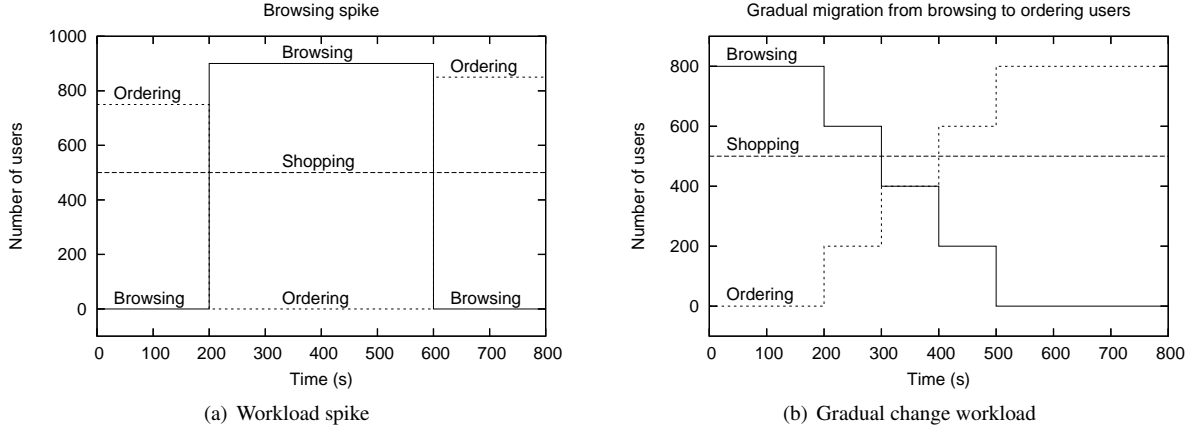 Browsing spike
Number of users
1000
800
600
400
200
0
Browsing
Ordering
Ordering
Shopping
Browsing
Ordering
Browsing
0 100 200 300 400 500 600 700 800
Time (s)
(a) Workload spike
Gradual migration from browsing to ordering users
Number of users
800
600
400
200
0
Browsing
Shopping
Ordering
0 100 200 300 400 500 600 700 800
Time (s)
(b) Gradual change workload